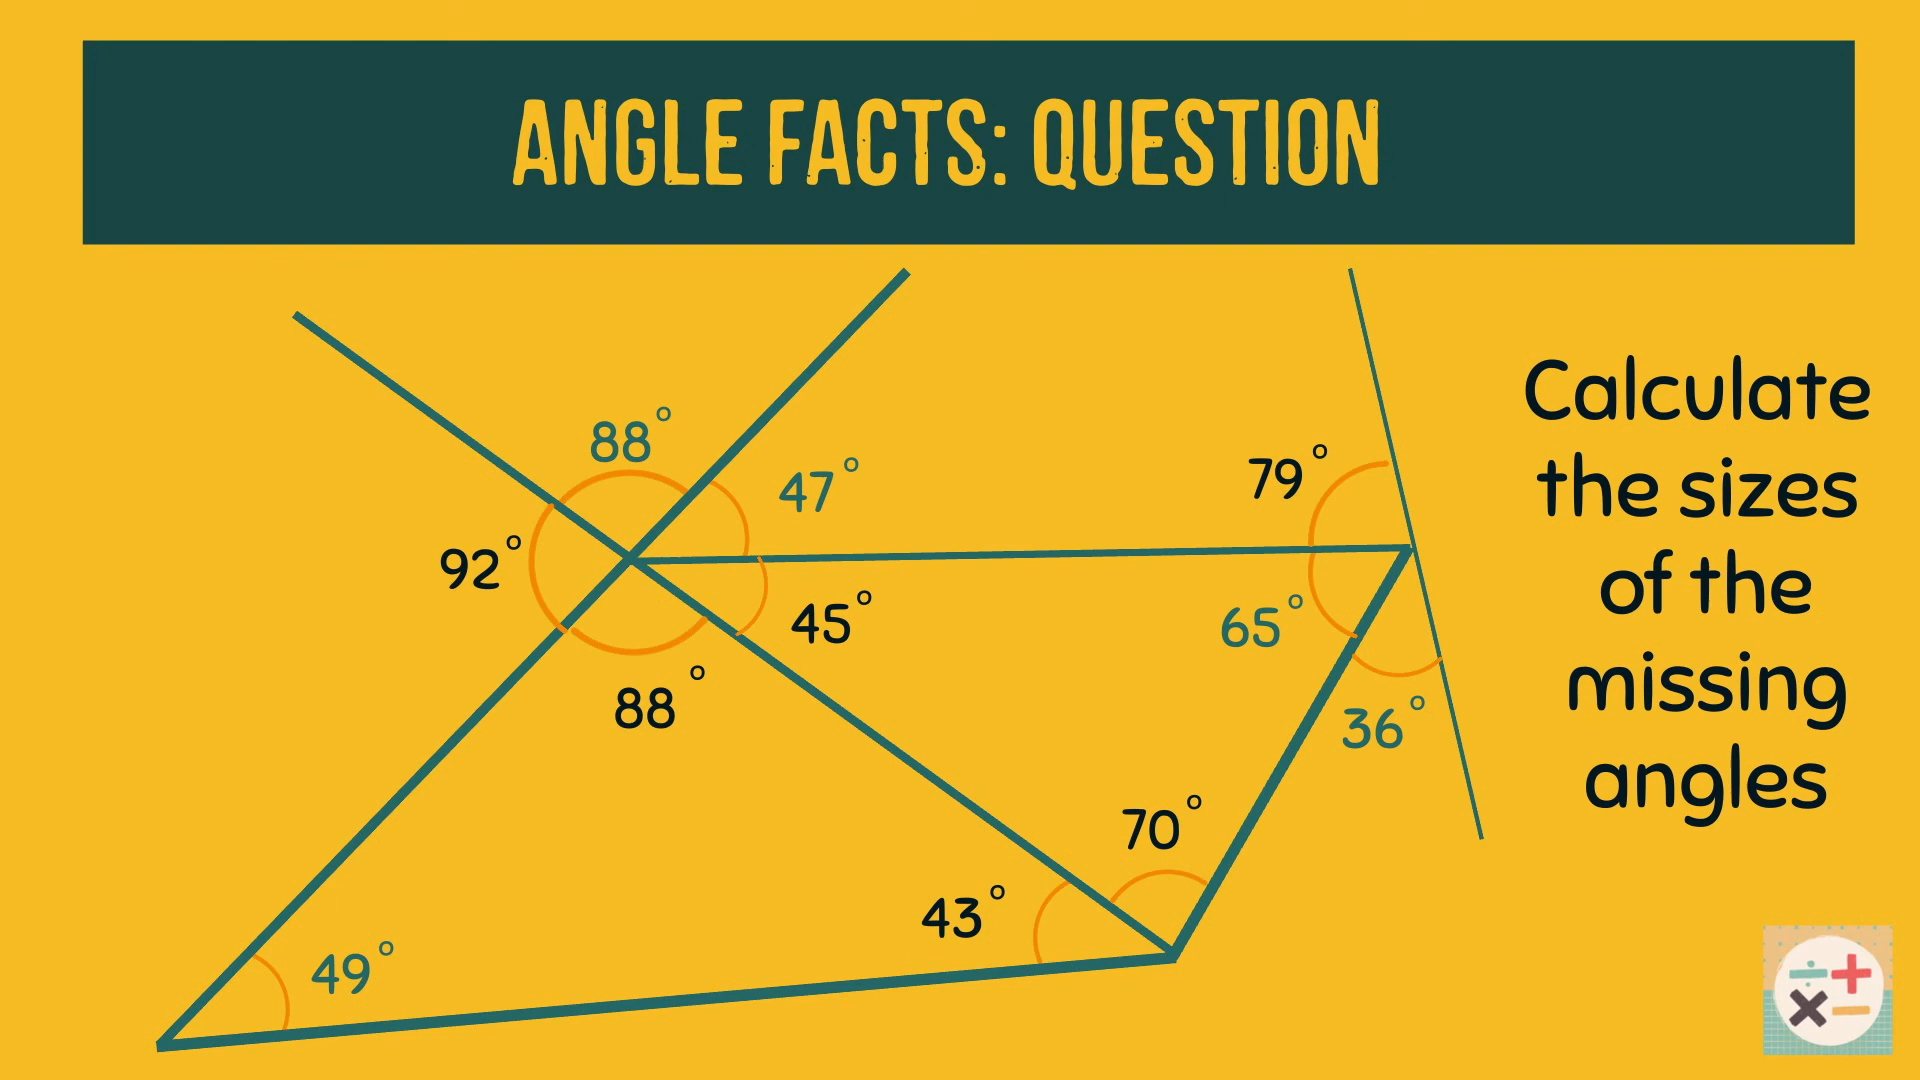 ANGLE FACTS: QUESTION
88°
47°
79°
92°
45°
65°
88°
36°
70°
43°
49°
Calculate
the sizes
of the
missing
angles
÷ +
× =